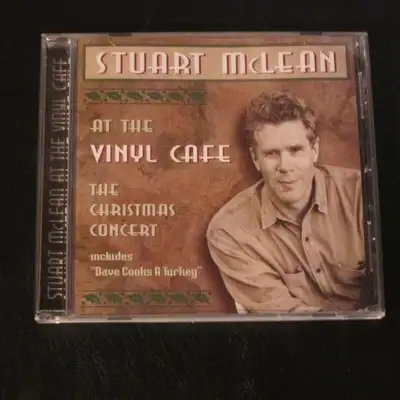 STUART McLEAN
AT THE
VINYL CAFE
THE
CHRISTMAS
CONCERT
includes
"Dave Cooks A Turkey"
STUART McLEAN AT THE VINYL CAFE